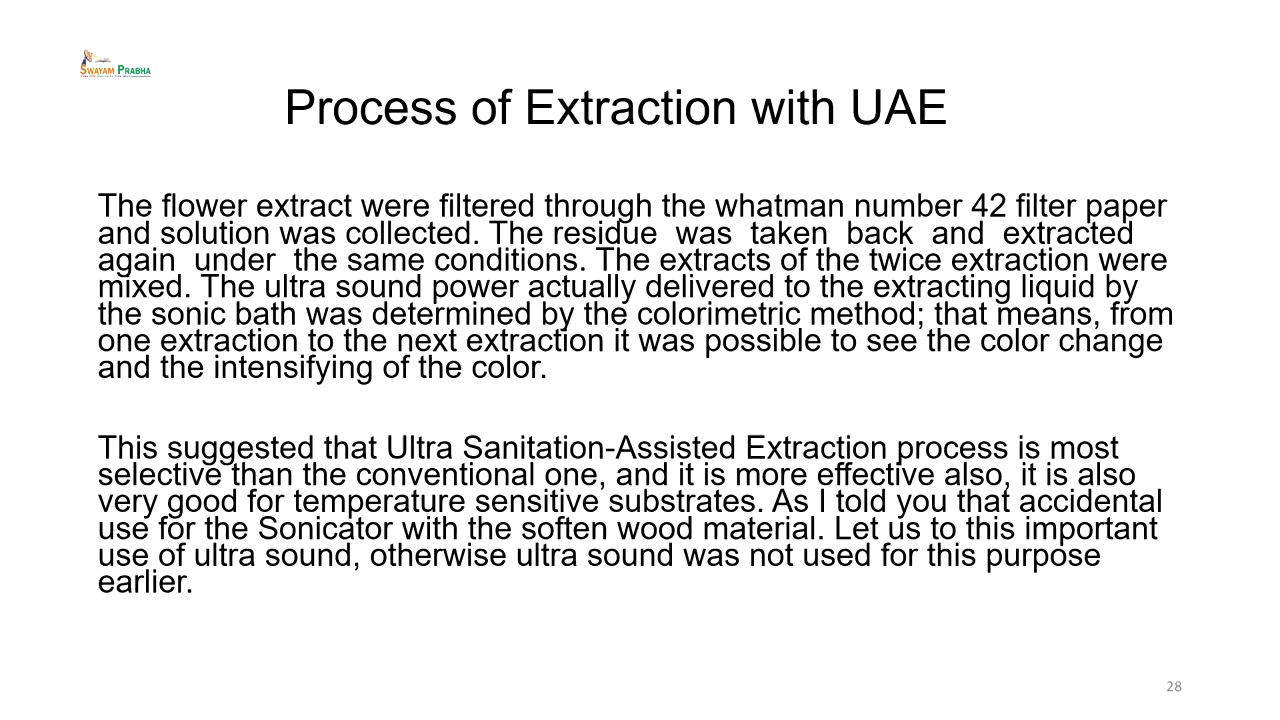 SWAYAM PRABHA
Process of Extraction with UAE
The flower extract were filtered through the whatman number 42 filter paper
and solution was collected. The residue was taken back and extracted
again under the same conditions. The extracts of the twice extraction were
mixed. The ultra sound power actually delivered to the extracting liquid by
the sonic bath was determined by the colorimetric method; that means, from
one extraction to the next extraction it was possible to see the color change
and the intensifying of the color.
This suggested that Ultra Sanitation-Assisted Extraction process is most
selective than the conventional one, and it is more effective also, it is also
very good for temperature sensitive substrates. As I told you that accidental
use for the Sonicator with the soften wood material. Let us to this important
use of ultra sound, otherwise ultra sound was not used for this purpose
earlier.
28